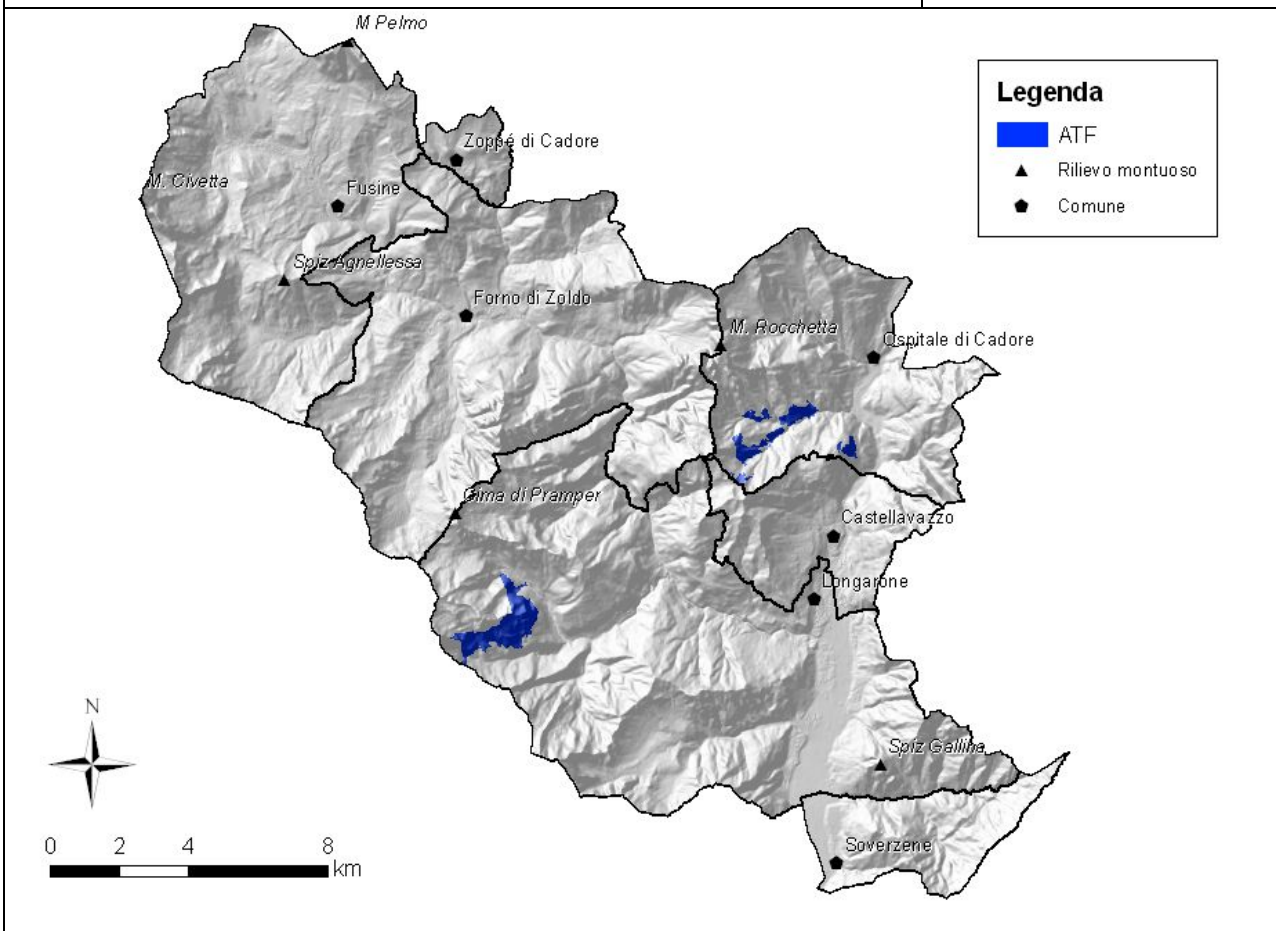 M Pelmo
Legenda
ATF
Rilievo montuoso
Comune
Zoppé di Cadore
M. Civetta
Fusine
Spiz Agnellessa
Forno di Zoldo
M. Rocchetta
Ospitale di Cadore
Cima di Pramper
Castellavazzo
Longarone
Spiz Gallina
Soverzene
N
0 2 4 8
km